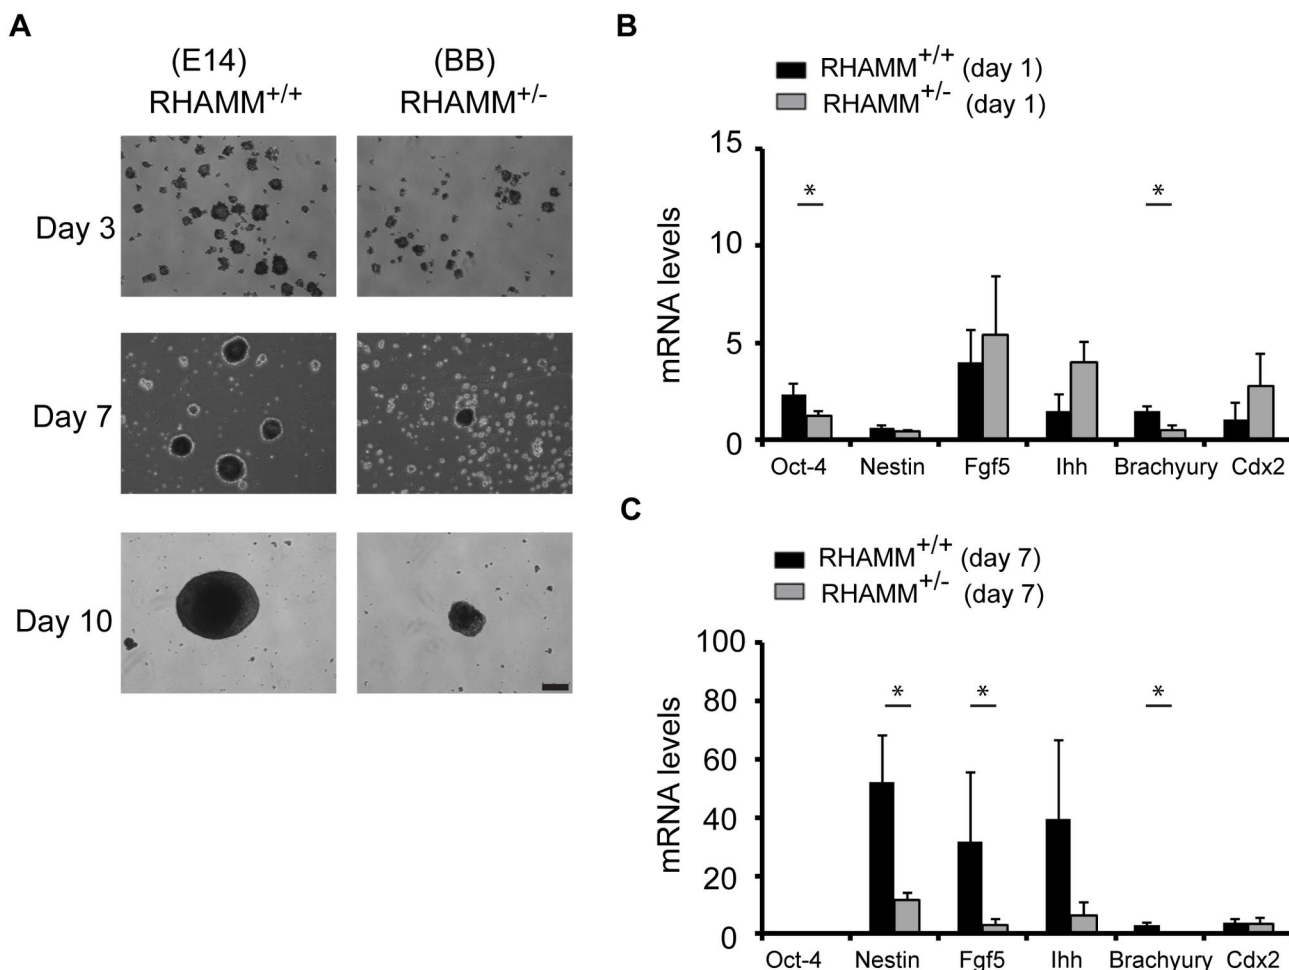 A
(E14)
RHAMM+/+
(BB)
RHAMM+/-
Day 3
Day 7
Day 10
B
RHAMM+/+ (day 1)
RHAMM+/- (day 1)
mRNA levels
15
10
5
0
*
*
Oct-4 Nestin Fgf5 Ihh Brachyury Cdx2
C
RHAMM+/+ (day 7)
RHAMM+/- (day 7)
mRNA levels
100
80
60
40
20
0
*
*
*
Oct-4 Nestin Fgf5 Ihh Brachyury Cdx2